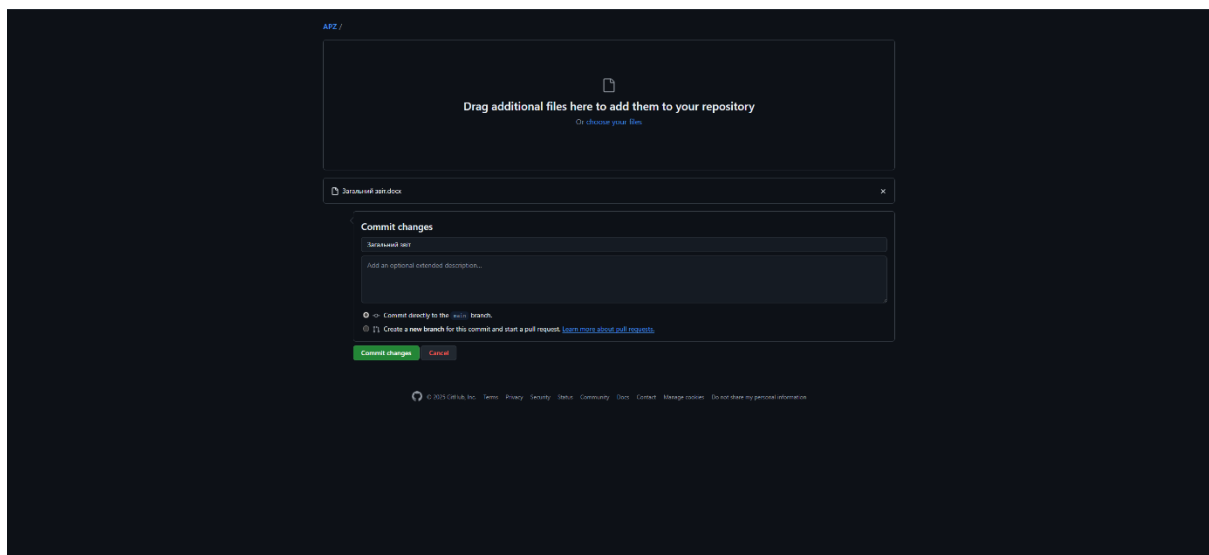 APZ /
Drag additional files here to add them to your repository
Or choose your files
Загальний звіт.docx
Commit changes
Загальний звіт
Add an optional extended description...
Commit directly to the main branch.
Create a new branch for this commit and start a pull request. Learn more about pull requests.
Commit changes Cancel
© 2025 GitHub, Inc. Terms Privacy Security Status Community Docs Contact Manage cookies Do not share my personal information